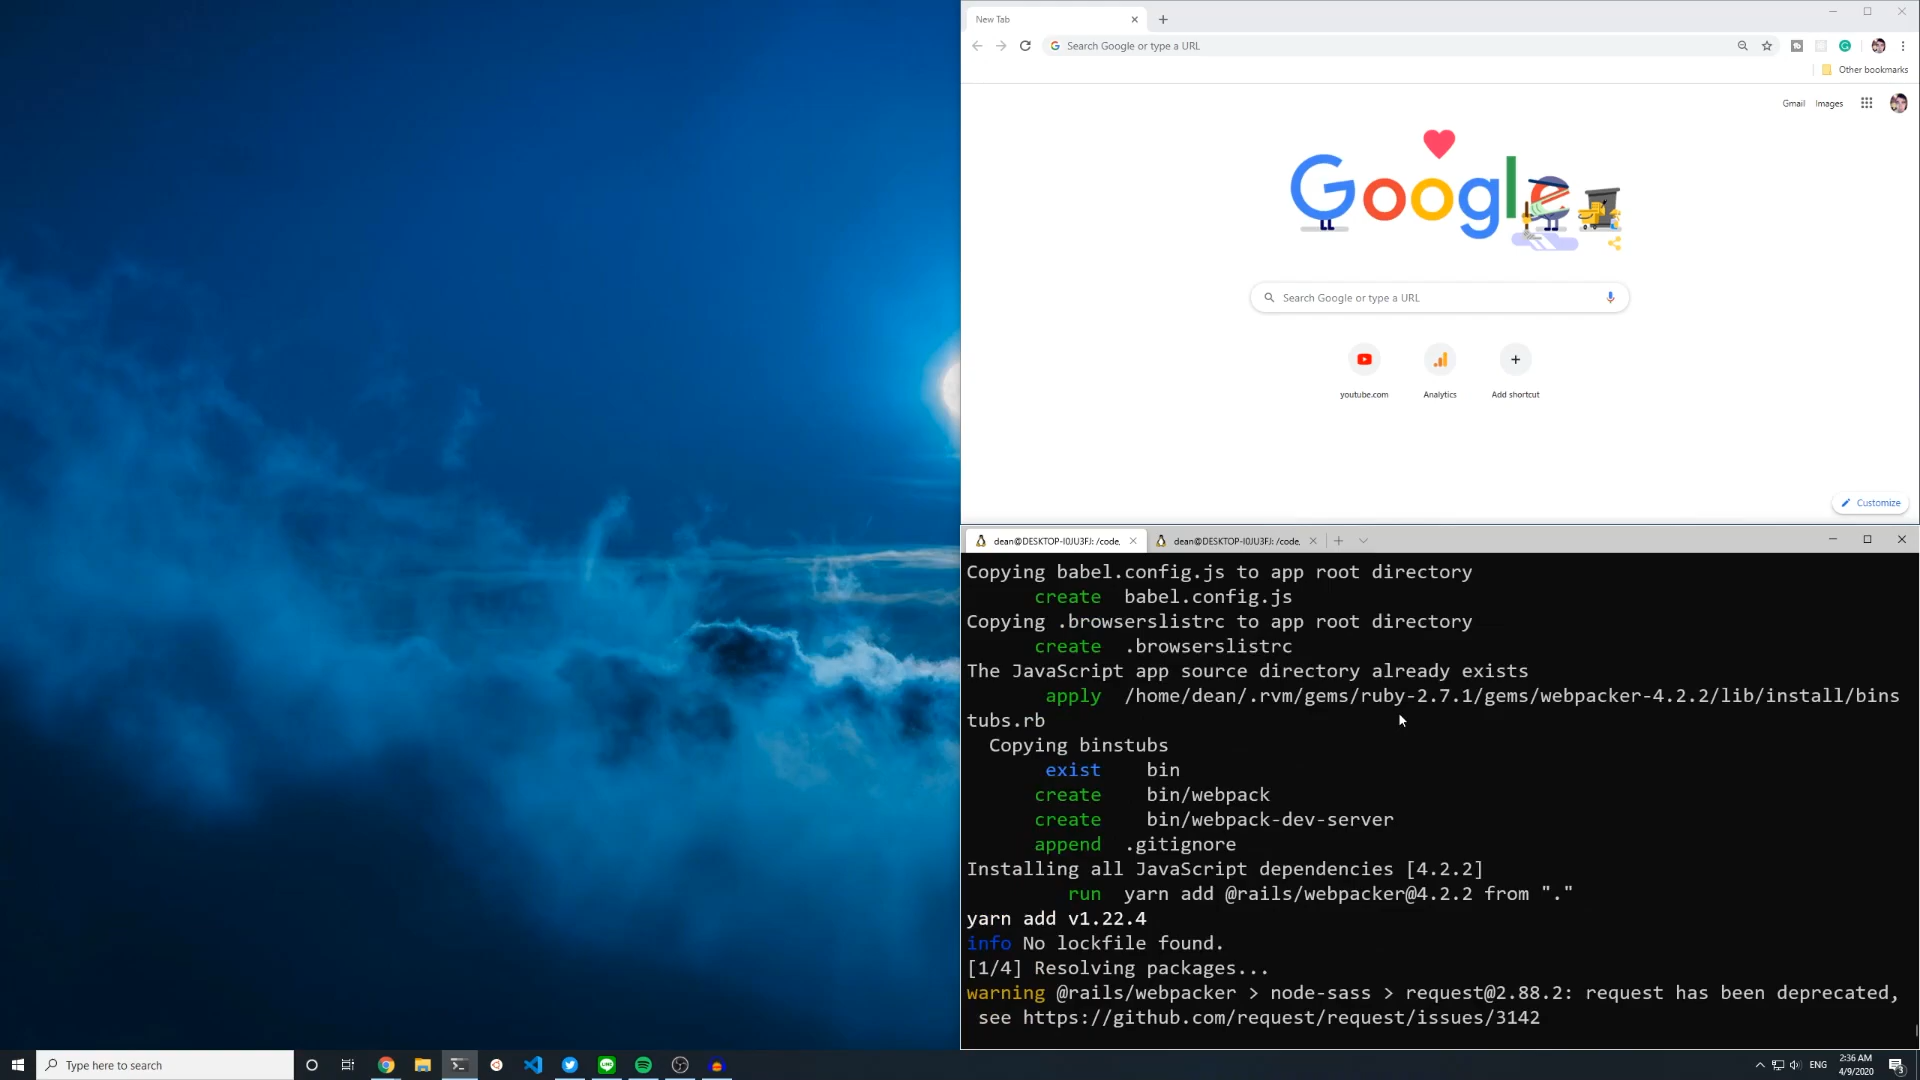 New Tab
Search Google or type a URL
Other bookmarks
Gmail Images
Google
Search Google or type a URL
youtube.com Analytics Add shortcut
Customize
dean@DESKTOP-I0JU3FJ: /code, dean@DESKTOP-I0JU3FJ: /code,
Copying babel.config.js to app root directory
create babel.config.js
Copying .browserslistrc to app root directory
create .browserslistrc
The JavaScript app source directory already exists
apply /home/dean/.rvm/gems/ruby-2.7.1/gems/webpacker-4.2.2/lib/install/bins
tubs.rb
Copying binstubs
exist bin
create bin/webpack
create bin/webpack-dev-server
append .gitignore
Installing all JavaScript dependencies [4.2.2]
run yarn add @rails/webpacker@4.2.2 from "."
yarn add v1.22.4
info No lockfile found.
[1/4] Resolving packages...
warning @rails/webpacker > node-sass > request@2.88.2: request has been deprecated,
see https://github.com/request/request/issues/3142
Type here to search
ENG
2:36 AM
4/9/2020
3